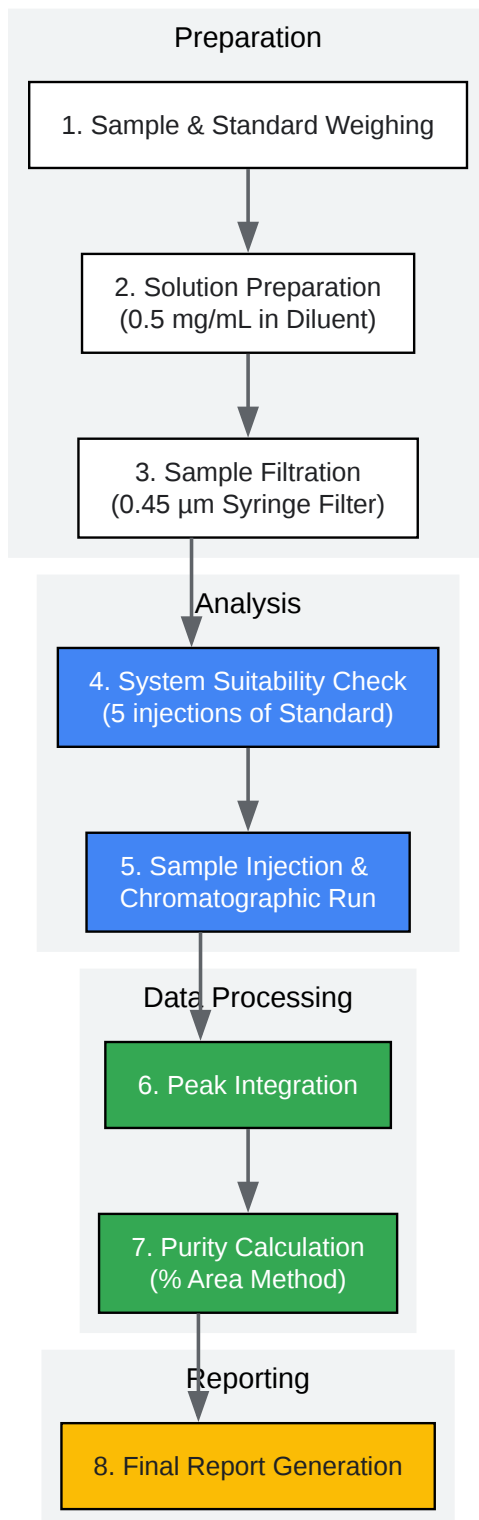 Preparation
1. Sample & Standard Weighing
2. Solution Preparation
(0.5 mg/mL in Diluent)
3. Sample Filtration
(0.45 µm Syringe Filter)
Analysis
4. System Suitability Check
(5 injections of Standard)
5. Sample Injection &
Chromatographic Run
Data Processing
6. Peak Integration
7. Purity Calculation
(% Area Method)
Reporting
8. Final Report Generation